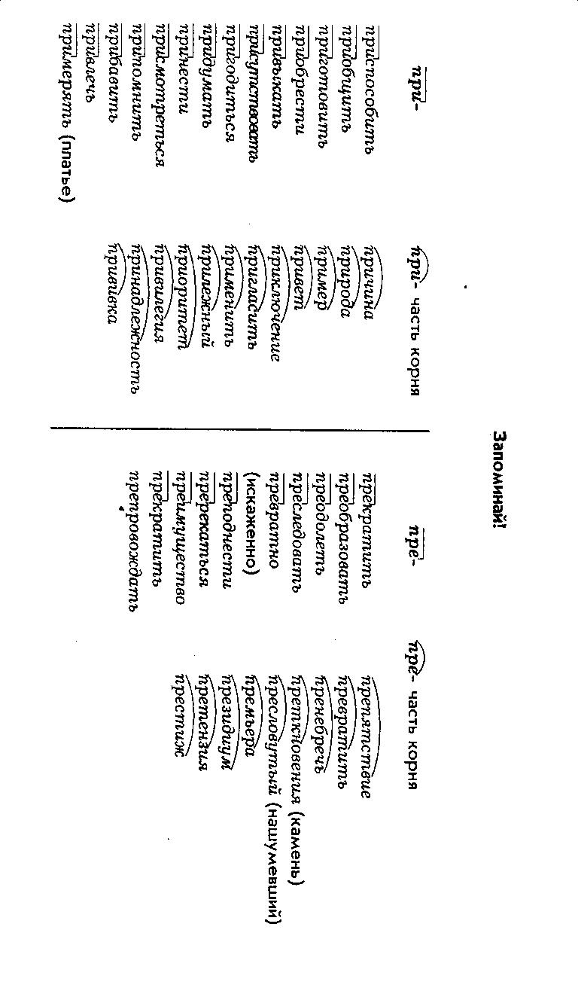 Запоминай!
при-
приспособить
приобщить
приготовить
приобрести
привыкать
присутствовать
пригодиться
придумать
принести
присмотреться
припомнить
прибавить
привлечь
примерять (платье)
при- часть корня
причина
природа
пример
привет
приключение
пригласить
применить
прилежный
приоритет
привилегия
принадлежность
прививка
пре-
прекратить
преобразовать
преодолеть
преследовать
превратно
(искаженно)
преподнести
пререкаться
преимущество
прекратить
препровождать
пре- часть корня
препятствие
превратить
пренебречь
преткновения (камень)
пресловутый (нашумевший)
премьера
президиум
претензия
престиж